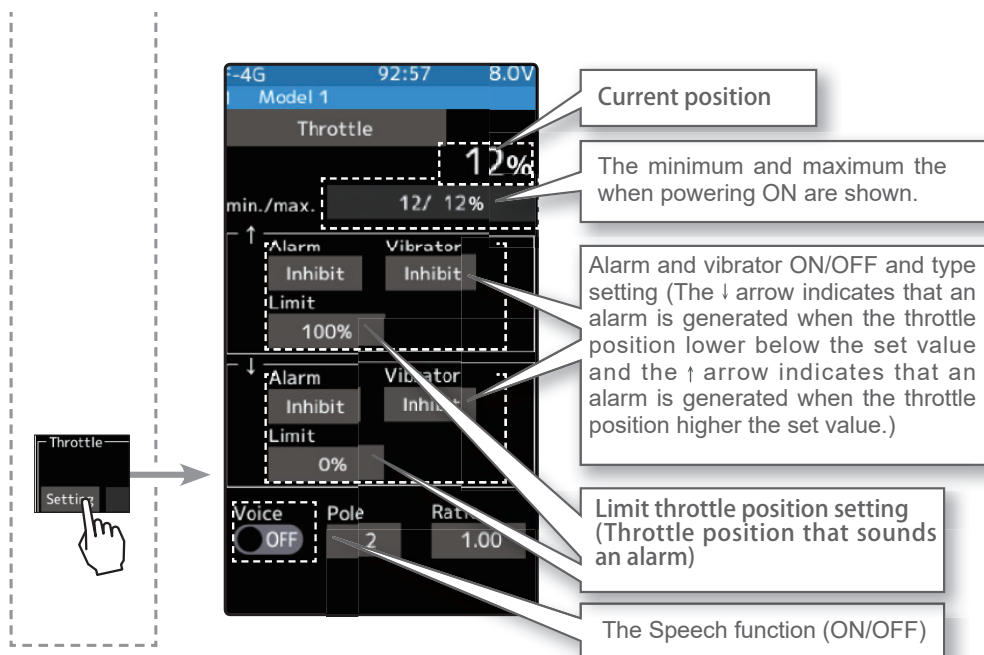 -4G 92:57 8.0V
Model 1
Throttle
12%
min./max. 12/ 12%
↑
Alarm Vibrator
Inhibit Inhibit
Limit
100%
↓
Alarm Vibrator
Inhibit Inhibit
Limit
0%
Voice Pole
OFF 2 1.00
Throttle
Setting
Current position
The minimum and maximum the
when powering ON are shown.
Alarm and vibrator ON/OFF and type
setting (The ↓ arrow indicates that an
alarm is generated when the throttle
position lower below the set value
and the ↑ arrow indicates that an
alarm is generated when the throttle
position higher the set value.)
Limit throttle position setting
(Throttle position that sounds
an alarm)
The Speech function (ON/OFF)